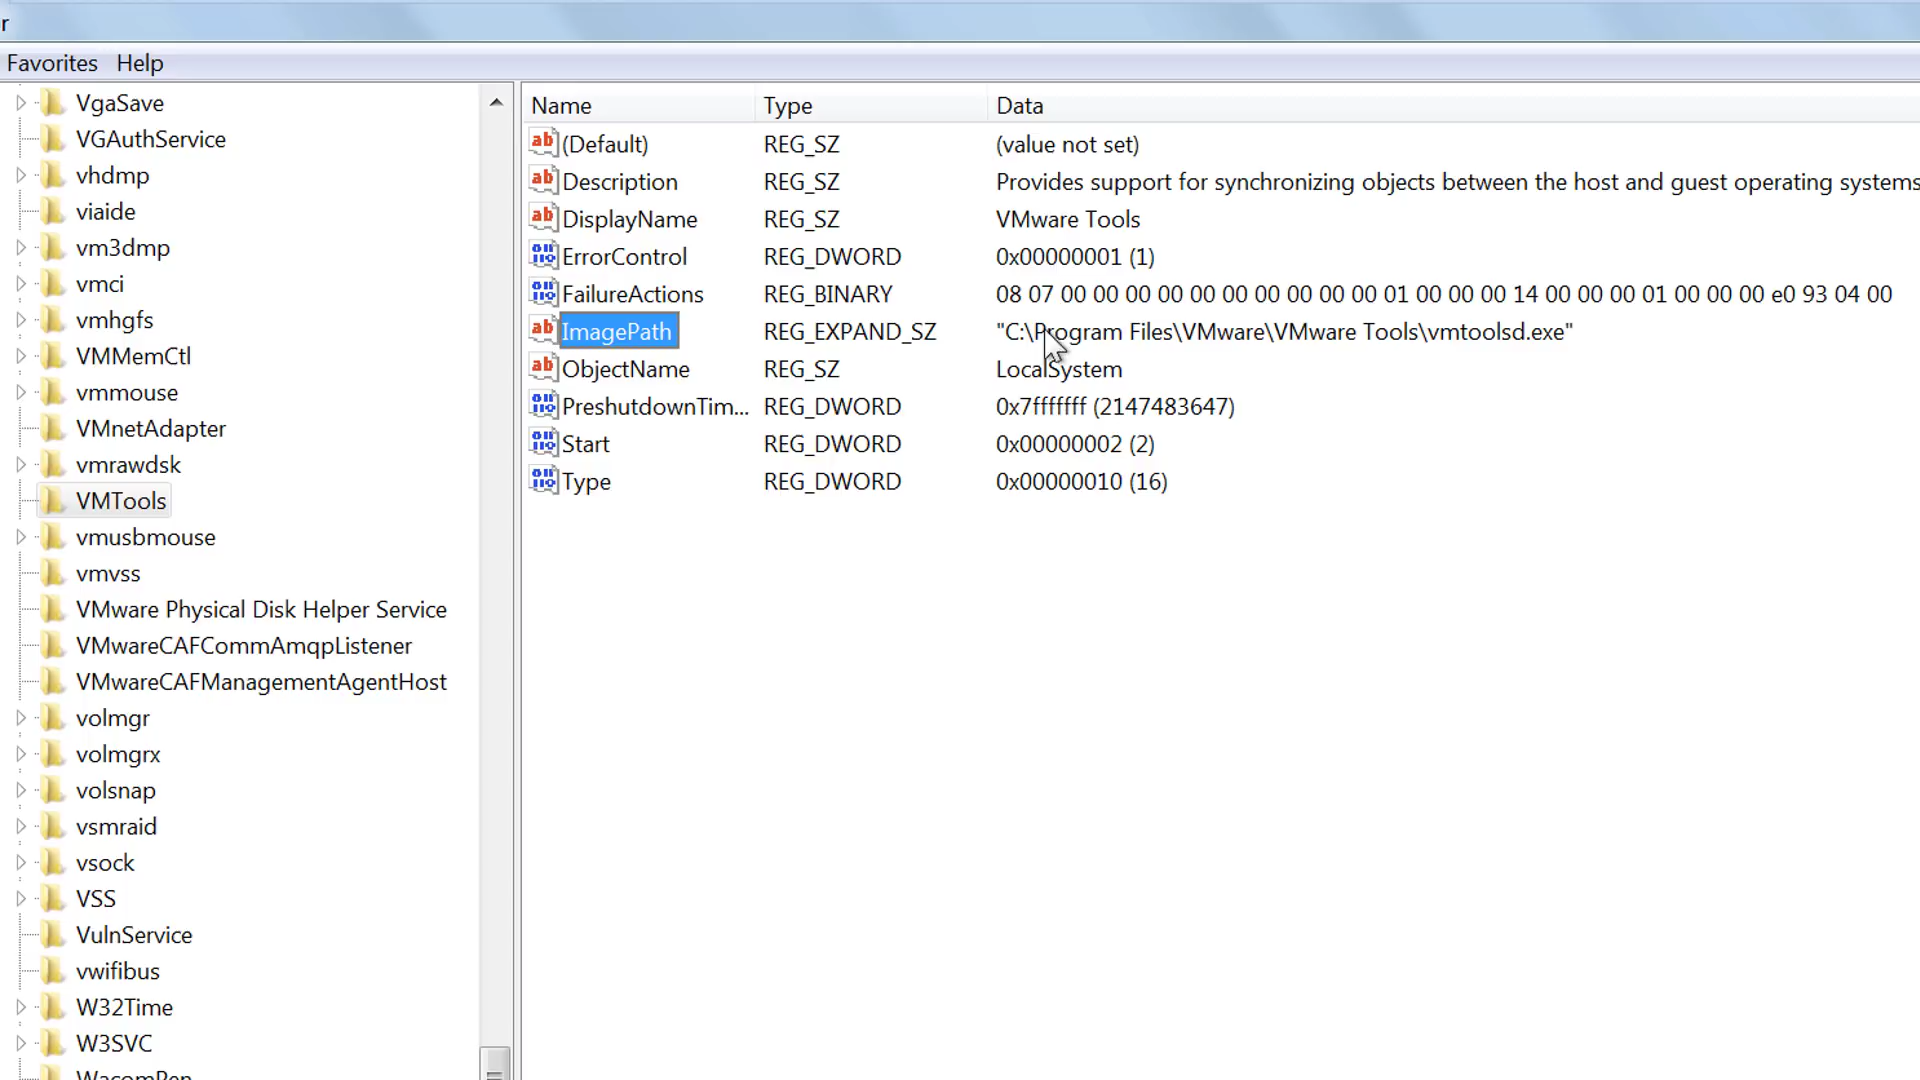 r
Favorites Help
VgaSave
VGAuthService
vhdmp
viaide
vm3dmp
vmci
vmhgfs
VMMemCtl
vmmouse
VMnetAdapter
vmrawdsk
VMTools
vmusbmouse
vmvss
VMware Physical Disk Helper Service
VMwareCAFCommAmqpListener
VMwareCAFManagementAgentHost
volmgr
volmgrx
volsnap
vsmraid
vsock
VSS
VulnService
vwifibus
W32Time
W3SVC
WacomPen
Name Type Data
(Default) REG_SZ (value not set)
Description REG_SZ Provides support for synchronizing objects between the host and guest operating systems
DisplayName REG_SZ VMware Tools
ErrorControl REG_DWORD 0x00000001 (1)
FailureActions REG_BINARY 08 07 00 00 00 00 00 00 00 00 00 00 01 00 00 00 14 00 00 00 01 00 00 00 e0 93 04 00
ImagePath REG_EXPAND_SZ "C:\Program Files\VMware\VMware Tools\vmtoolsd.exe"
ObjectName REG_SZ LocalSystem
PreshutdownTim... REG_DWORD 0x7fffffff (2147483647)
Start REG_DWORD 0x00000002 (2)
Type REG_DWORD 0x00000010 (16)